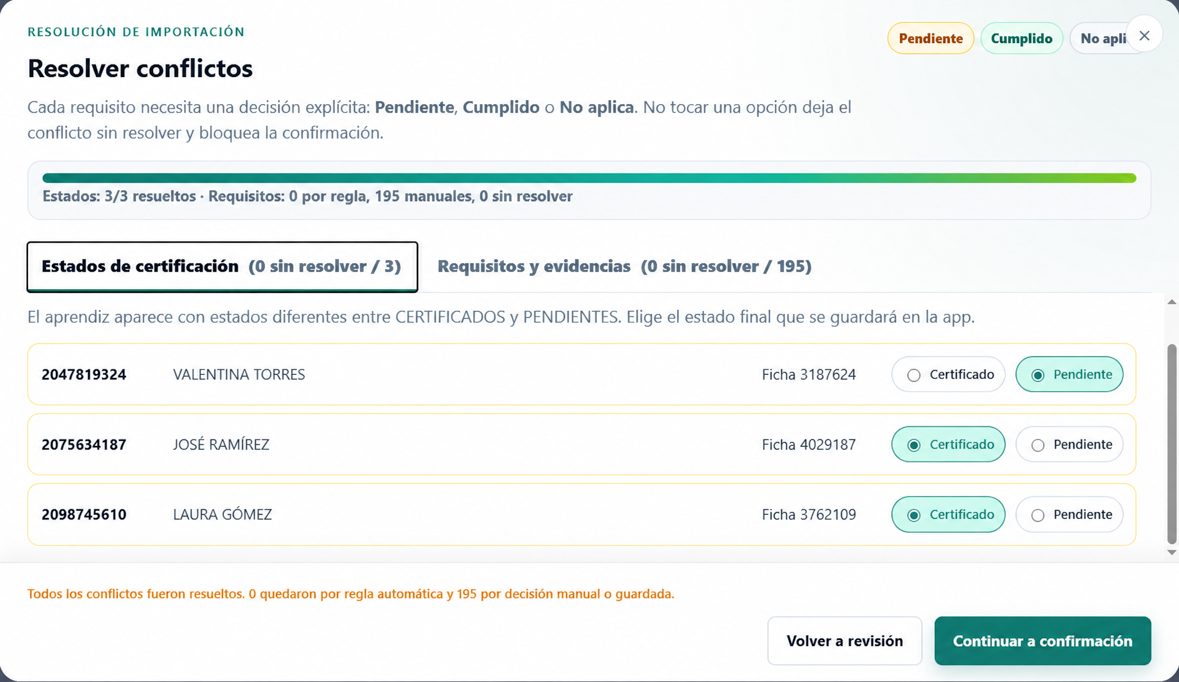 RESOLUCIÓN DE IMPORTACIÓN
Resolver conflictos
Pendiente
Cumplido
No apli
Cada requisito necesita una decisión explícita: Pendiente, Cumplido o No aplica. No tocar una opción deja el
conflicto sin resolver y bloquea la confirmación.
Estados: 3/3 resueltos · Requisitos: 0 por regla, 195 manuales, 0 sin resolver
Estados de certificación (0 sin resolver / 3)
Requisitos y evidencias (0 sin resolver / 195)
El aprendiz aparece con estados diferentes entre CERTIFICADOS y PENDIENTES. Elige el estado final que se guardará en la app.
2047819324 VALENTINA TORRES Ficha 3187624 Certificado Pendiente
2075634187 JOSÉ RAMÍREZ Ficha 4029187 Certificado Pendiente
2098745610 LAURA GÓMEZ Ficha 3762109 Certificado Pendiente
Todos los conflictos fueron resueltos. 0 quedaron por regla automática y 195 por decisión manual o guardada.
Volver a revisión
Continuar a confirmación